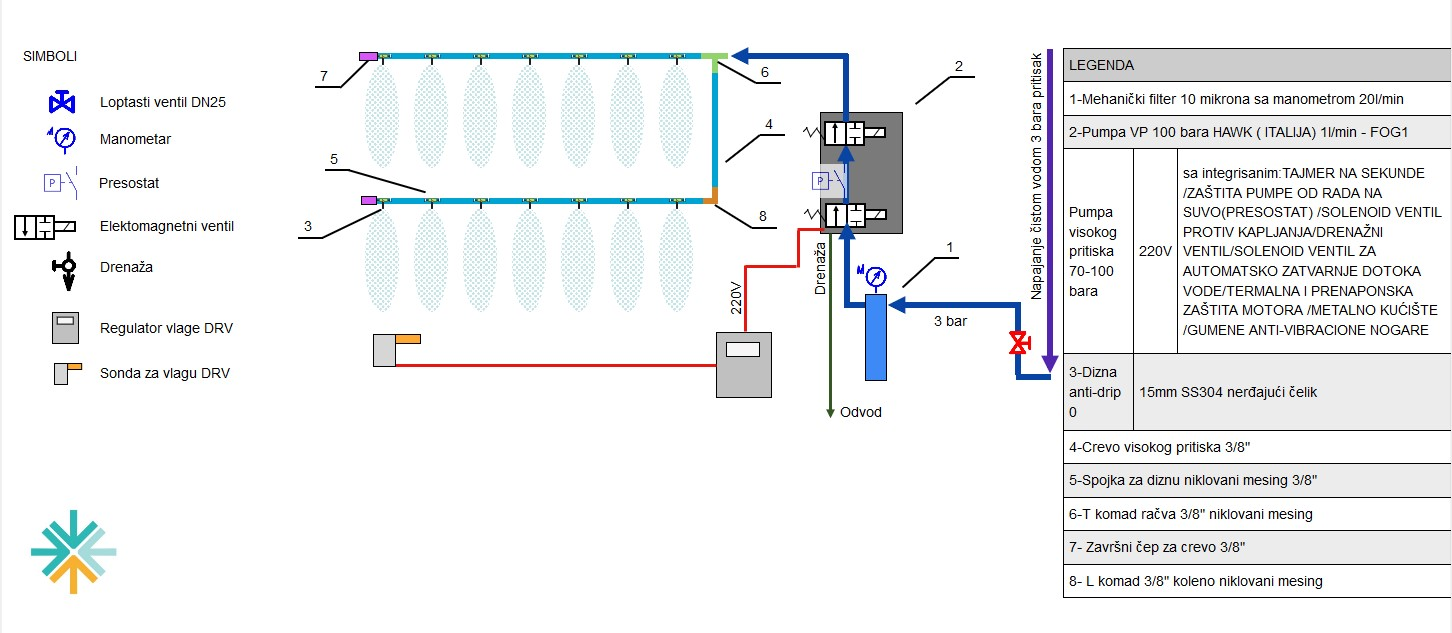 SIMBOLI
Loptasti ventil DN25
M
Manometar
P
Presostat
Elektomagnetni ventil
Drenaža
Regulator vlage DRV
Sonda za vlagu DRV
7
6
2
4
5
3
8
P
1
M
220V
Drenaža
3 bar
Odvod
Napajanje čistom vodom 3 bara pritisak
LEGENDA
1-Mehanički filter 10 mikrona sa manometrom 20l/min
2-Pumpa VP 100 bara HAWK ( ITALIJA) 1l/min - FOG1
Pumpa
visokog
pritiska
70-100
bara
220V
sa integrisanim:TAJMER NA SEKUNDE
/ZAŠTITA PUMPE OD RADA NA
SUVO(PRESOSTAT) /SOLENOID VENTIL
PROTIV KAPLJANJA/DRENAŽNI
VENTIL/SOLENOID VENTIL ZA
AUTOMATSKO ZATVARNJE DOTOKA
VODE/TERMALNA I PRENAPONSKA
ZAŠTITA MOTORA /METALNO KUĆIŠTE
/GUMENE ANTI-VIBRACIONE NOGARE
3-Dizna
anti-drip
0
15mm SS304 nerđajući čelik
4-Crevo visokog pritiska 3/8"
5-Spojka za diznu niklovani mesing 3/8"
6-T komad račva 3/8" niklovani mesing
7- Završni čep za crevo 3/8"
8- L komad 3/8" koleno niklovani mesing